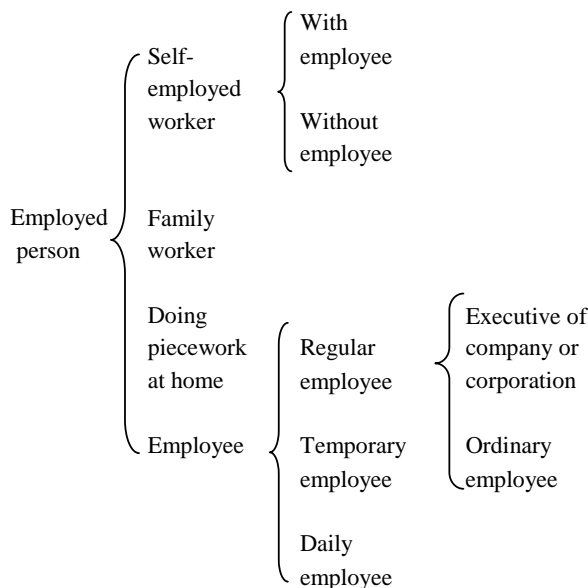 Employed
person
Self-
employed
worker
With
employee
Without
employee
Family
worker
Doing
piecework
at home
Employee
Regular
employee
Executive of
company or
corporation
Ordinary
employee
Temporary
employee
Daily
employee